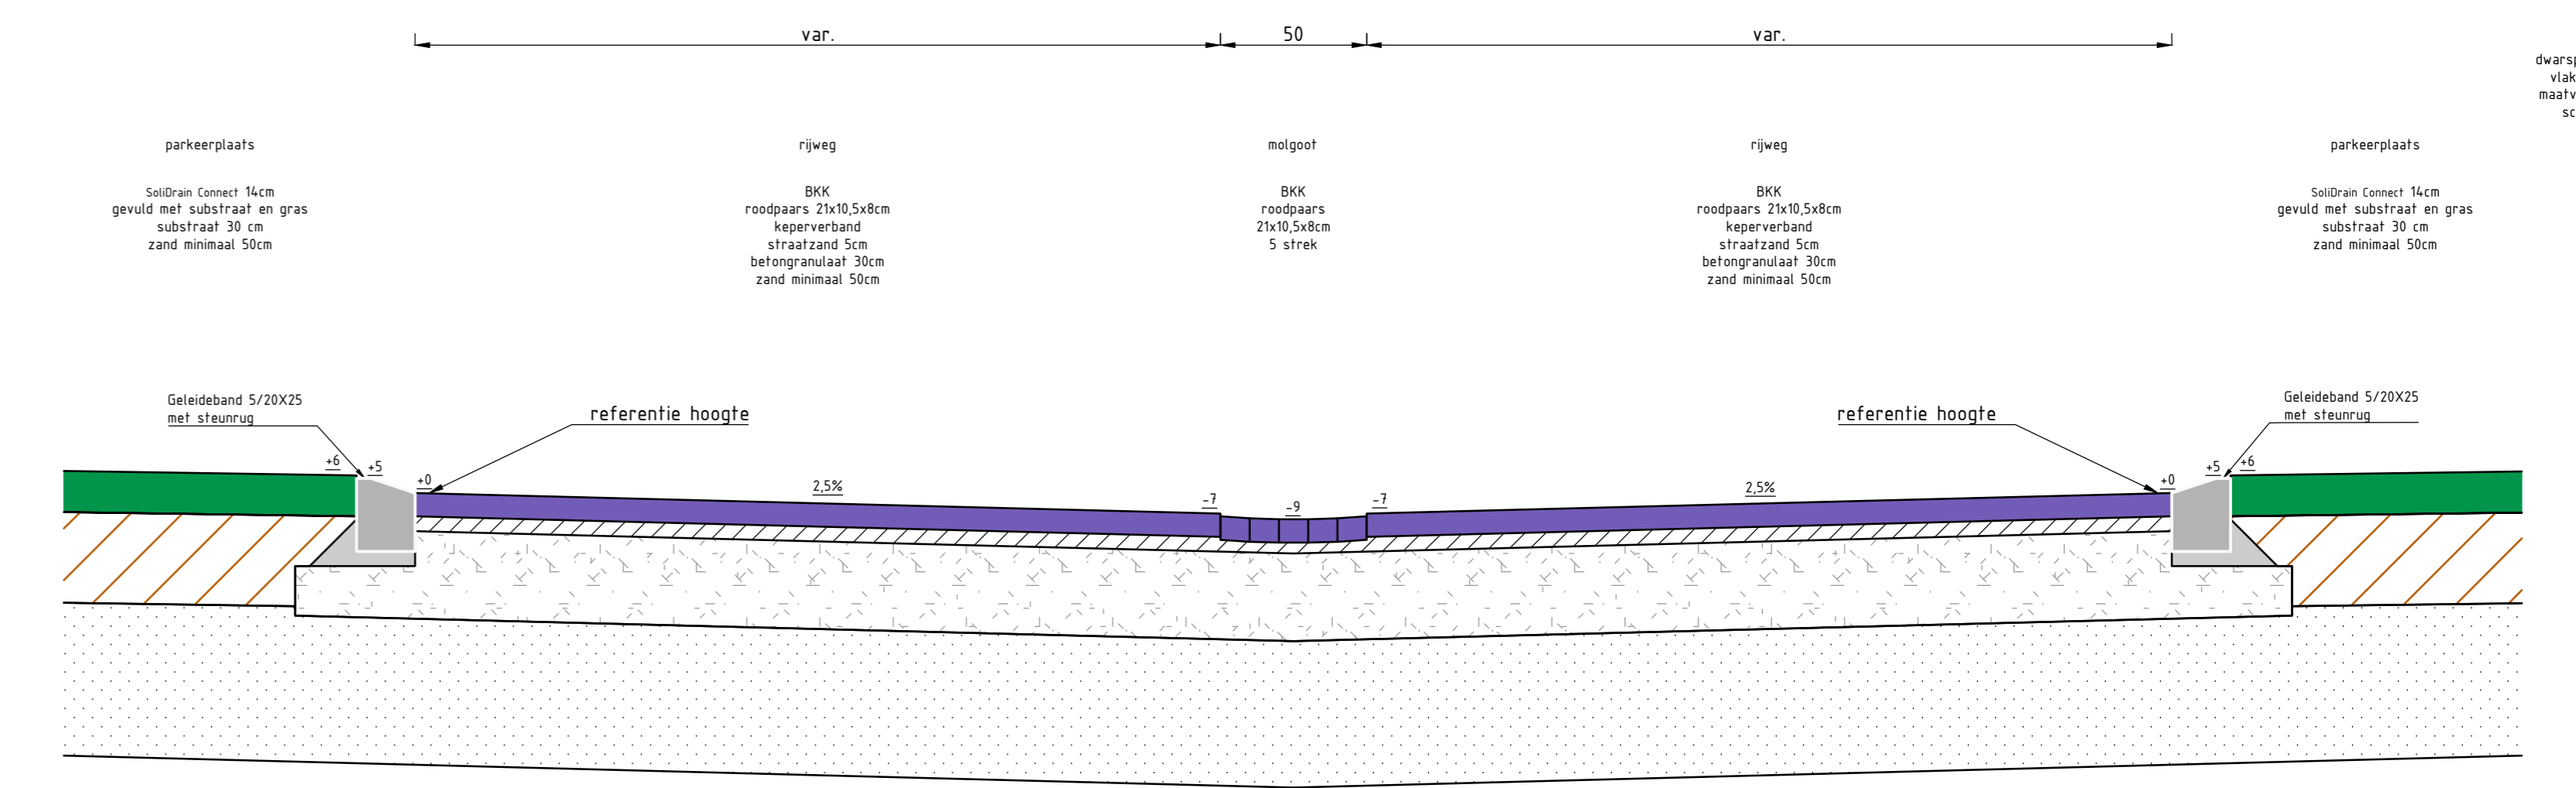 var.
50
var.
dwarsp
vlak
maatv
sc
parkeerplaats
SoliDrain Connect 14cm
gevuld met substraat en gras
substraat 30 cm
zand minimaal 50cm
rijweg
BKK
roodpaars 21x10,5x8cm
keperverband
straatzand 5cm
betongranulaat 30cm
zand minimaal 50cm
molgoot
BKK
roodpaars
21x10,5x8cm
5 strek
rijweg
BKK
roodpaars 21x10,5x8cm
keperverband
straatzand 5cm
betongranulaat 30cm
zand minimaal 50cm
parkeerplaats
SoliDrain Connect 14cm
gevuld met substraat en gras
substraat 30 cm
zand minimaal 50cm
Geleideband 5/20X25
met steunrug
referentie hoogte
referentie hoogte
Geleideband 5/20X25
met steunrug
+6
+5
+0
2,5%
-7
-9
-7
2,5%
+0
+5
+6